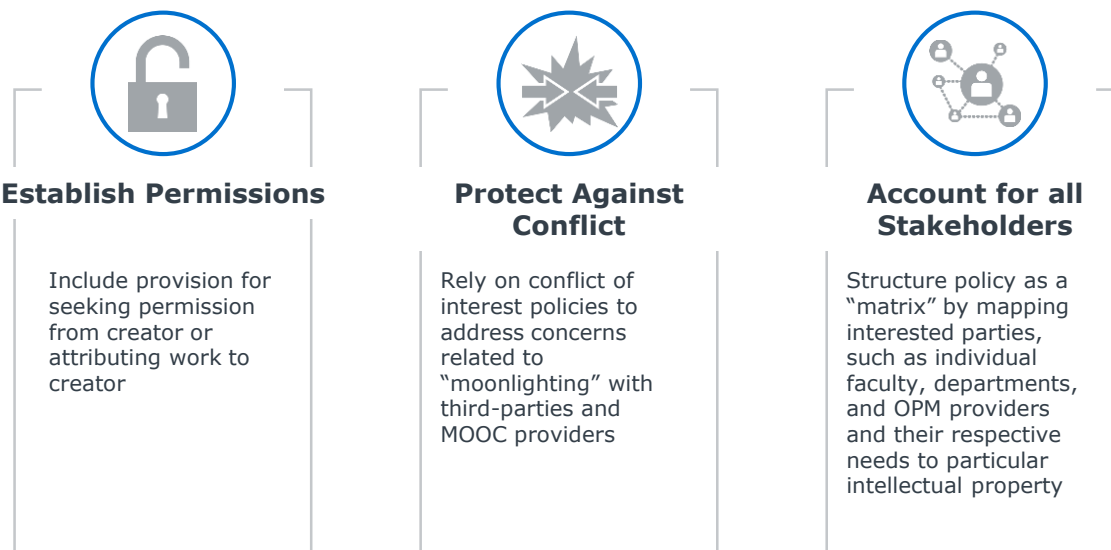 Establish Permissions
Include provision for
seeking permission
from creator or
attributing work to
creator
Protect Against
Conflict
Rely on conflict of
interest policies to
address concerns
related to
“moonlighting” with
third-parties and
MOOC providers
Account for all
Stakeholders
Structure policy as a
“matrix” by mapping
interested parties,
such as individual
faculty, departments,
and OPM providers
and their respective
needs to particular
intellectual property